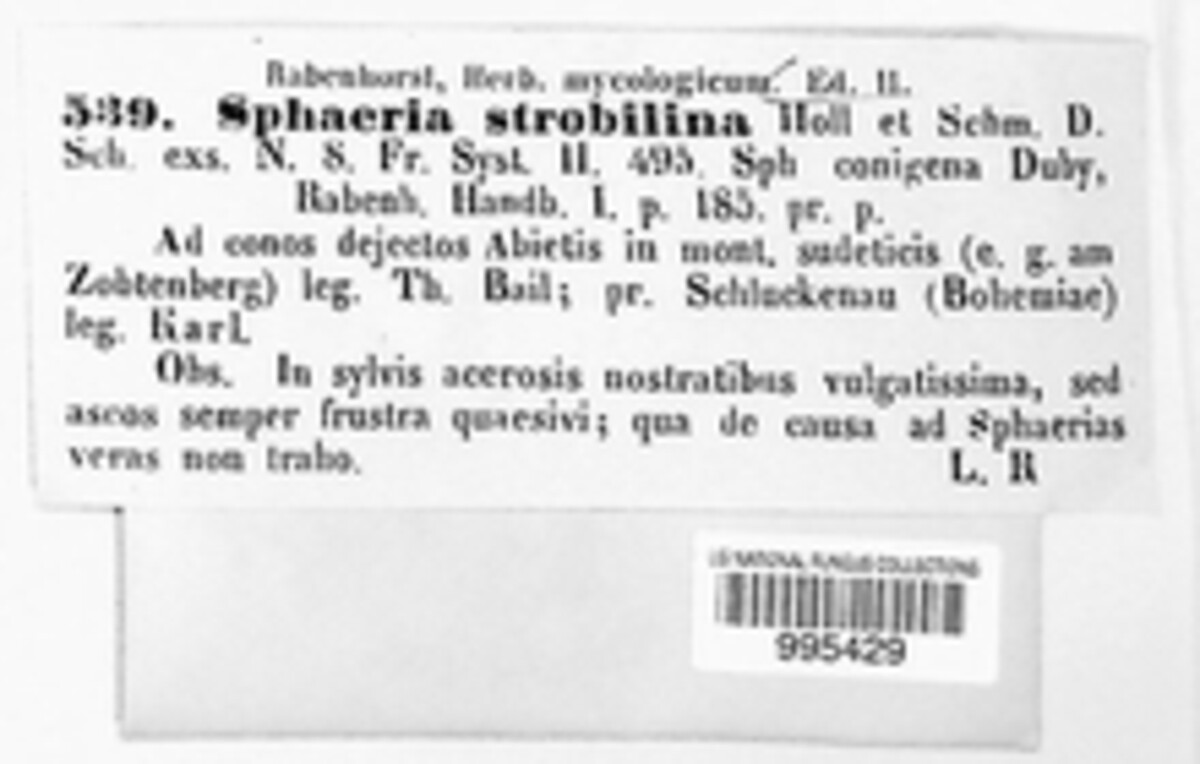 Rabenhorst, Herb. mycologicum. Ed. II.
539. Sphaeria strobilina Holl et Schm. D.
Sch. exs. N. 8. Fr. Syst. II. 495. Sph conigena Duby,
Rabenh. Handb. I. p. 185. pr. p.
Ad conos dejectos Abietis in mont. sudeticis (e. g. am
Zobtenberg) leg. Th. Bail; pr. Schluckenau (Bohemiae)
leg. Karl.
Obs. In sylvis acerosis nostratibus vulgatissima, sed
ascos semper frustra quaesivi; qua de causa ad Sphaerias
veras non traho.
L. R
US NATIONAL FUNGUS COLLECTIONS
995429